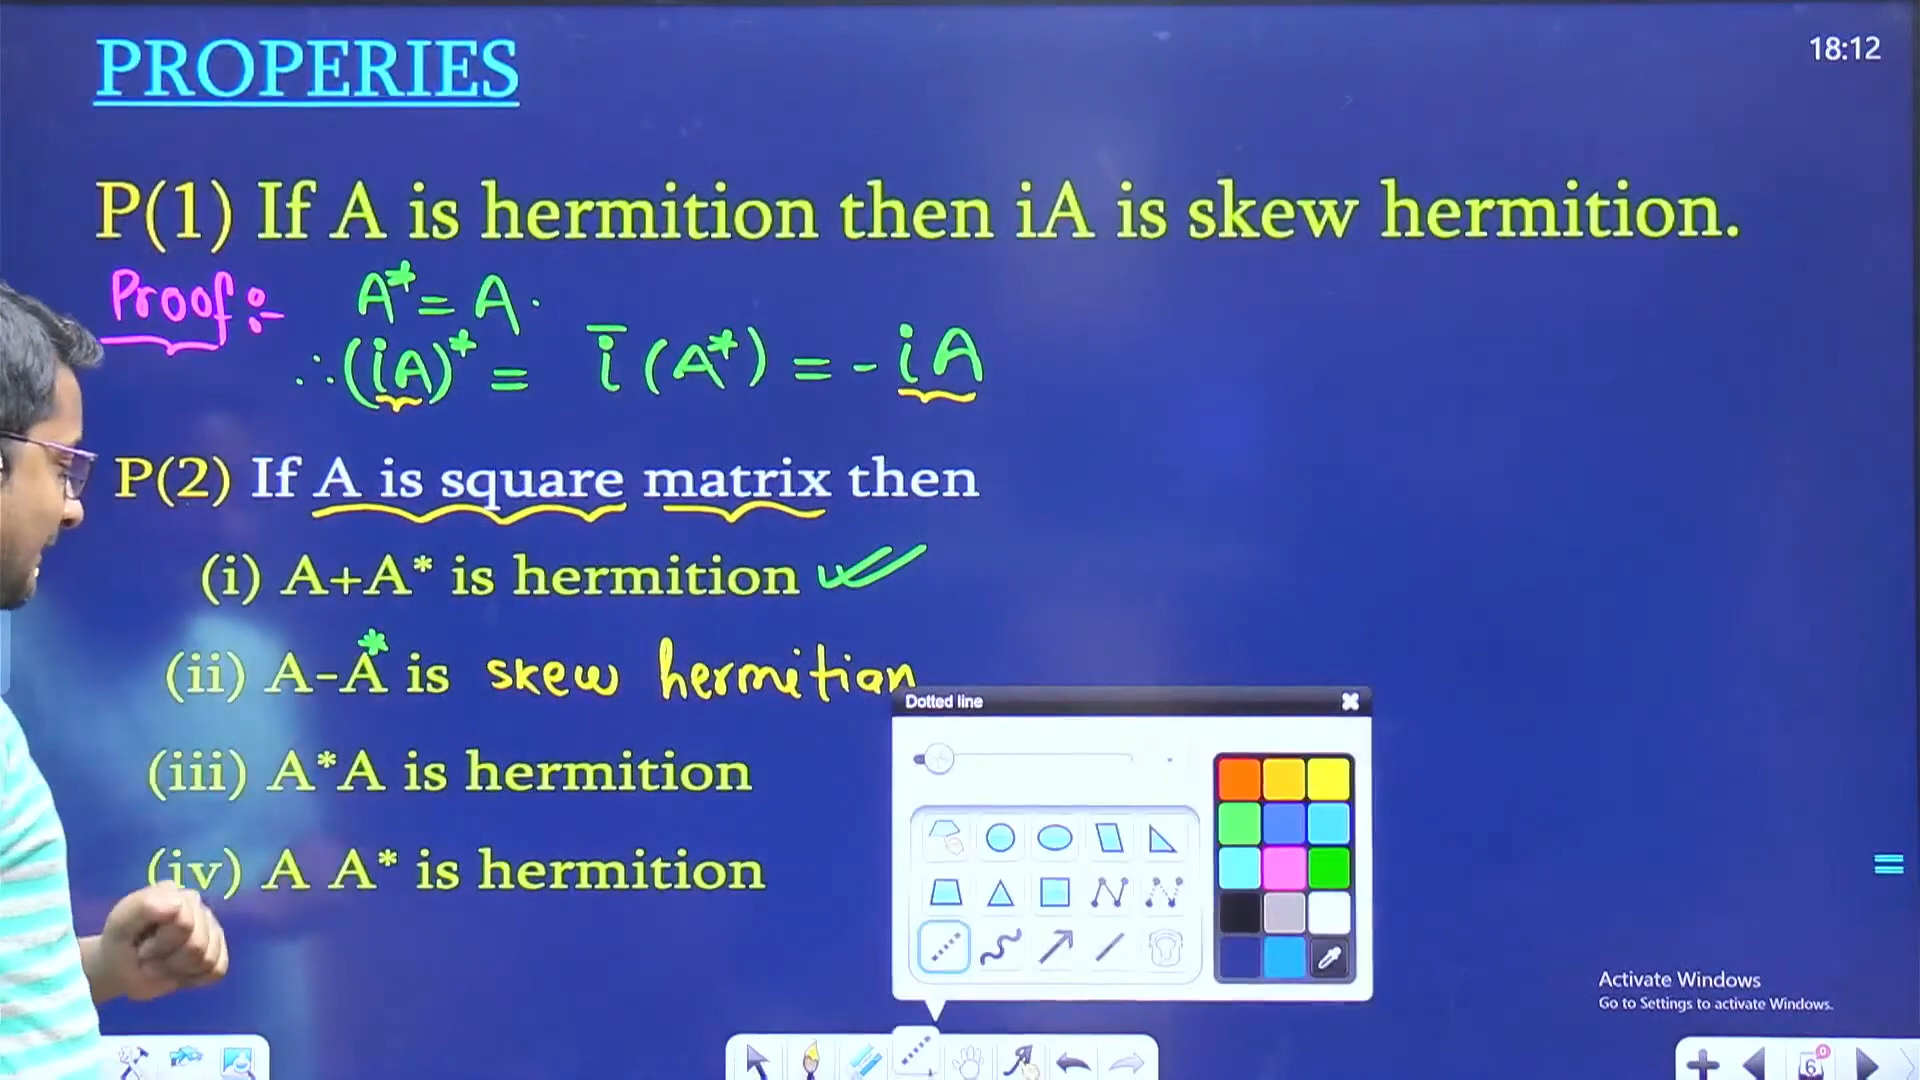 PROPERIES
18:12
P(1) If A is hermition then iA is skew hermition.
Proof:- A* = A.
∴ (iA)* = i̅ (A*) = - iA
P(2) If A is square matrix then
(i) A+A* is hermition
(ii) A-A* is skew hermitian
Dotted line
(iii) A*A is hermition
(iv) A A* is hermition
Activate Windows
Go to Settings to activate Windows.
6
0